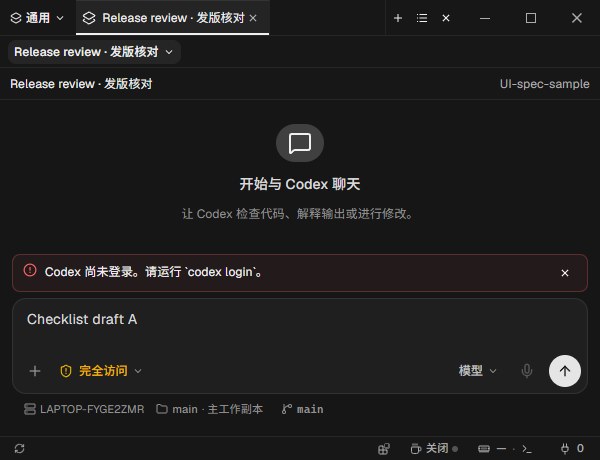 通用 Release review · 发版核对
Release review · 发版核对
Release review · 发版核对 UI-spec-sample
开始与 Codex 聊天
让 Codex 检查代码、解释输出或进行修改。
Codex 尚未登录。请运行 `codex login`。
Checklist draft A
完全访问 模型
LAPTOP-FYGE2ZMR main · 主工作副本 main
关闭 — · 0